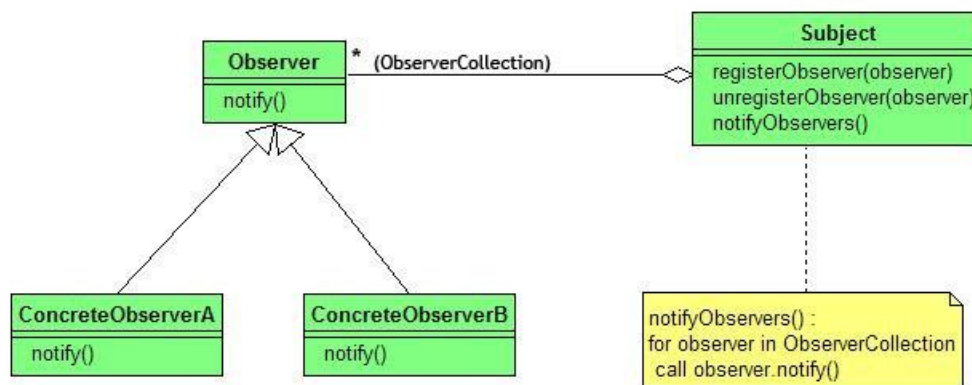 Subject
registerObserver(observer)
unregisterObserver(observer)
notifyObservers()
Observer
notify()
* (ObserverCollection)
ConcreteObserverA
notify()
ConcreteObserverB
notify()
notifyObservers() :
for observer in ObserverCollection
call observer.notify()